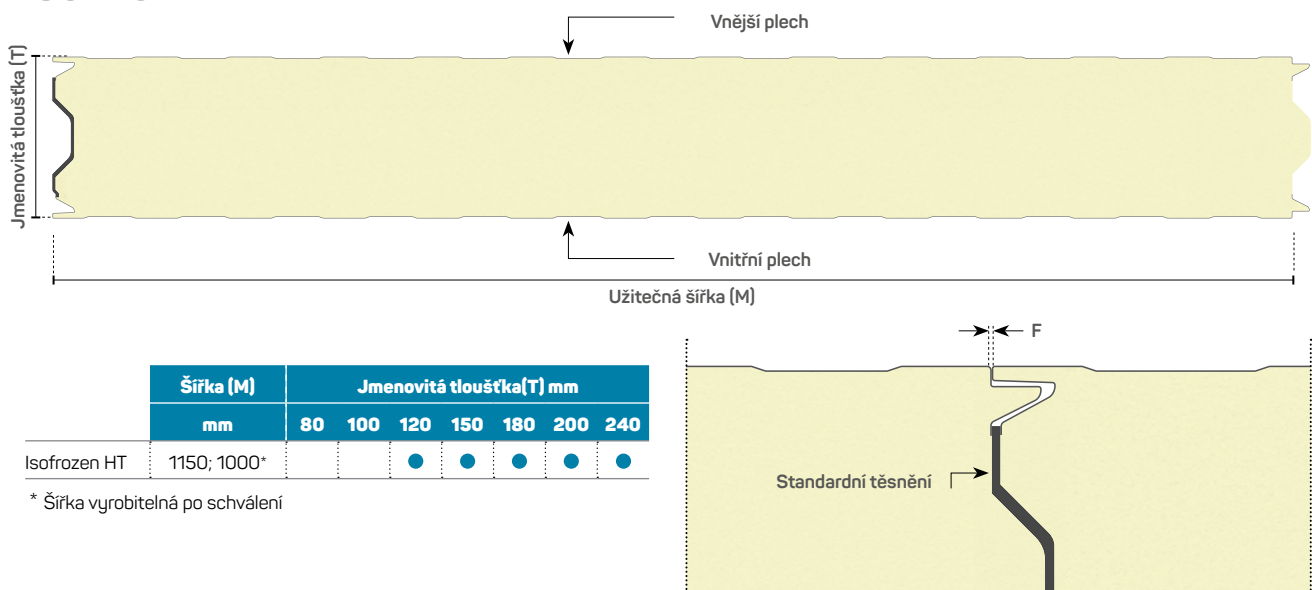 Vnější plech
Jmenovitá tloušťka (T)
Vnitřní plech
Užitečná šířka (M)
Šířka (M) Jmenovitá tloušťka(T) mm
mm 80 100 120 150 180 200 240
Isofrozen HT 1150; 1000*
* Šířka vyrobitelná po schválení
F
Standardní těsnění